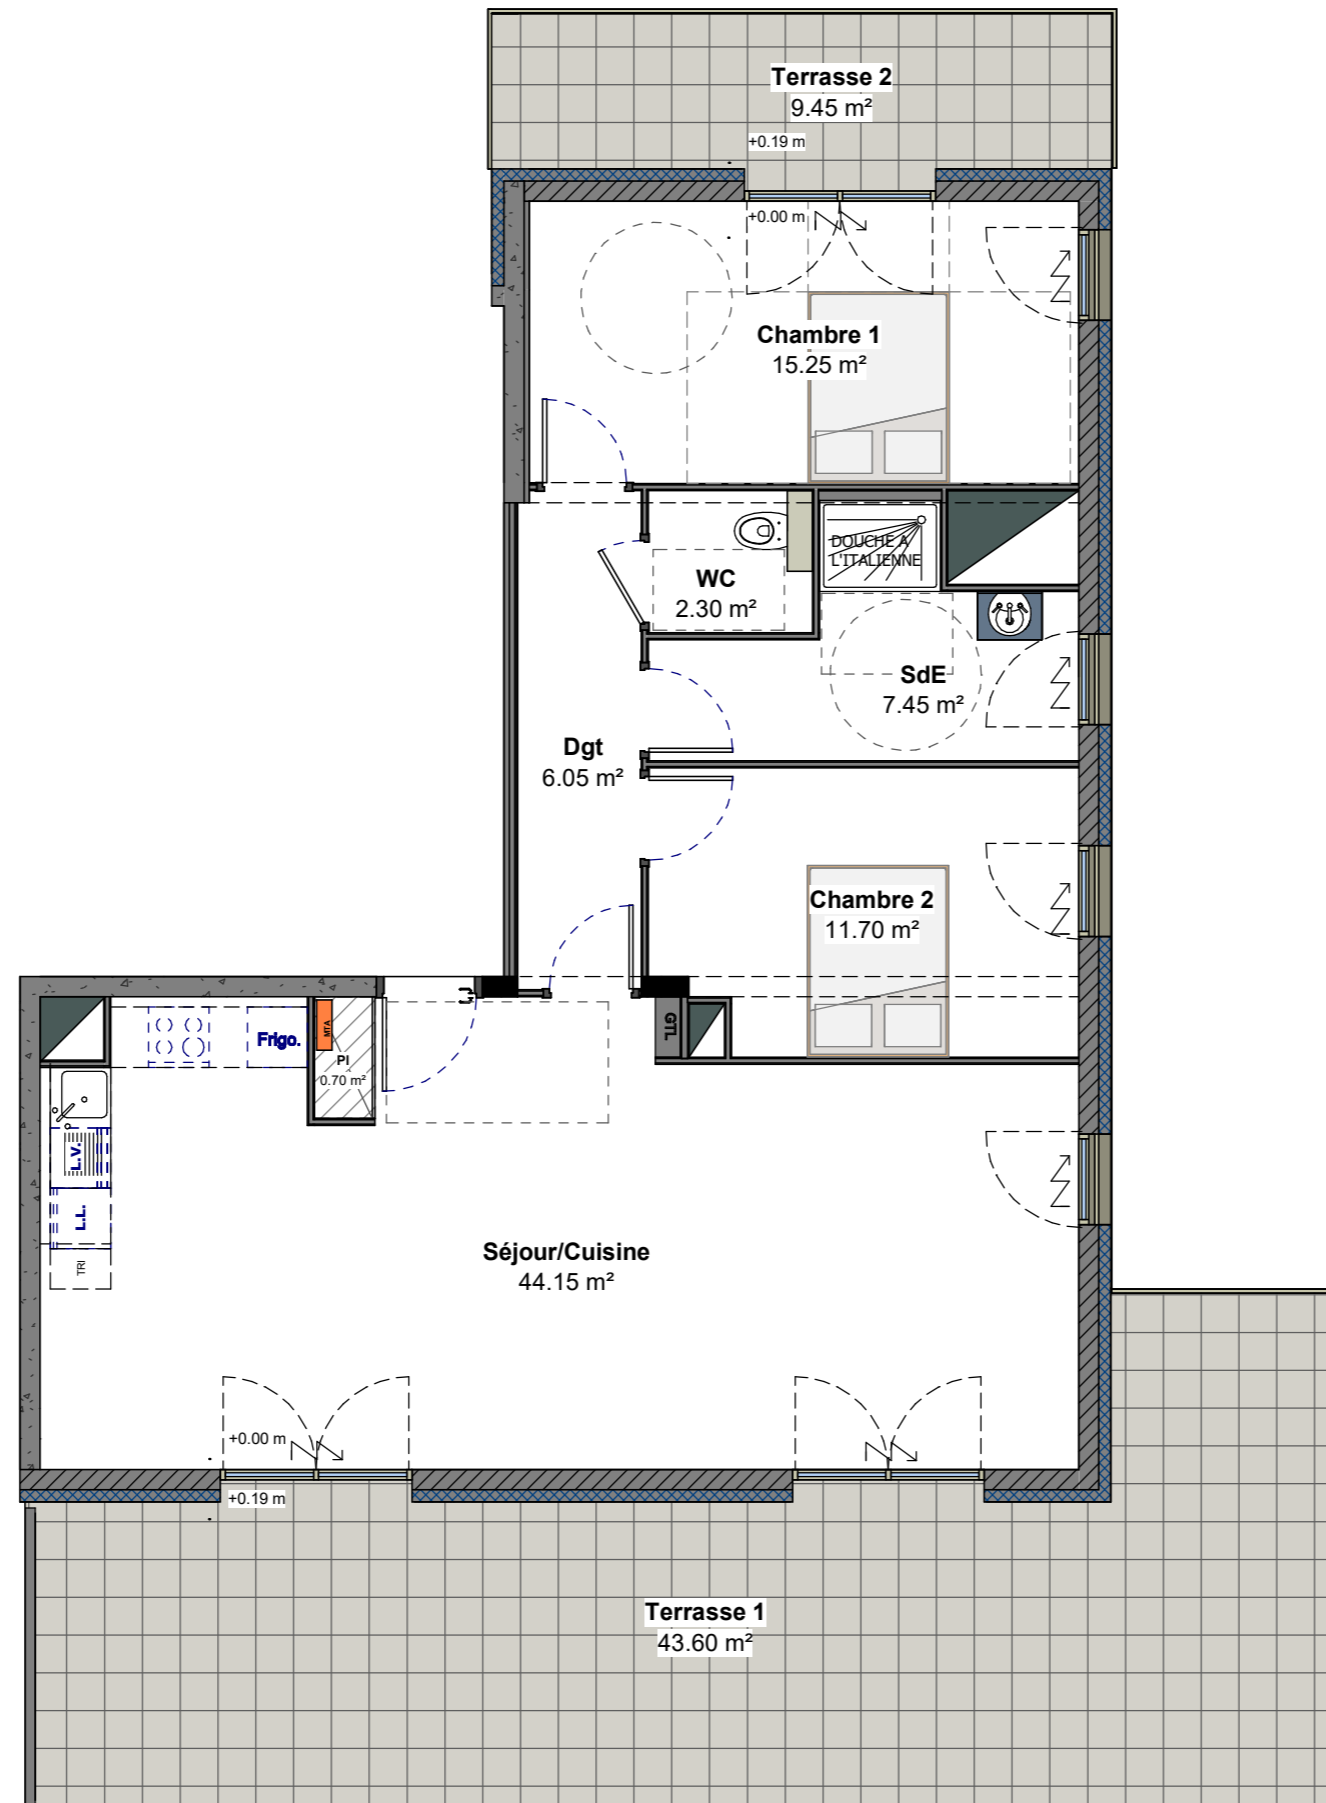 Terrasse 2
9.45 m²
+0.19 m
+0.00 m
Chambre 1
15.25 m²
DOUCHE A
L'ITALIENNE
WC
2.30 m²
SdE
7.45 m²
Dgt
6.05 m²
Chambre 2
11.70 m²
Frigo.
MTA
Pl
0.70 m²
GTL
L.V.
L.L.
TRI
Séjour/Cuisine
44.15 m²
+0.00 m
+0.19 m
Terrasse 1
43.60 m²